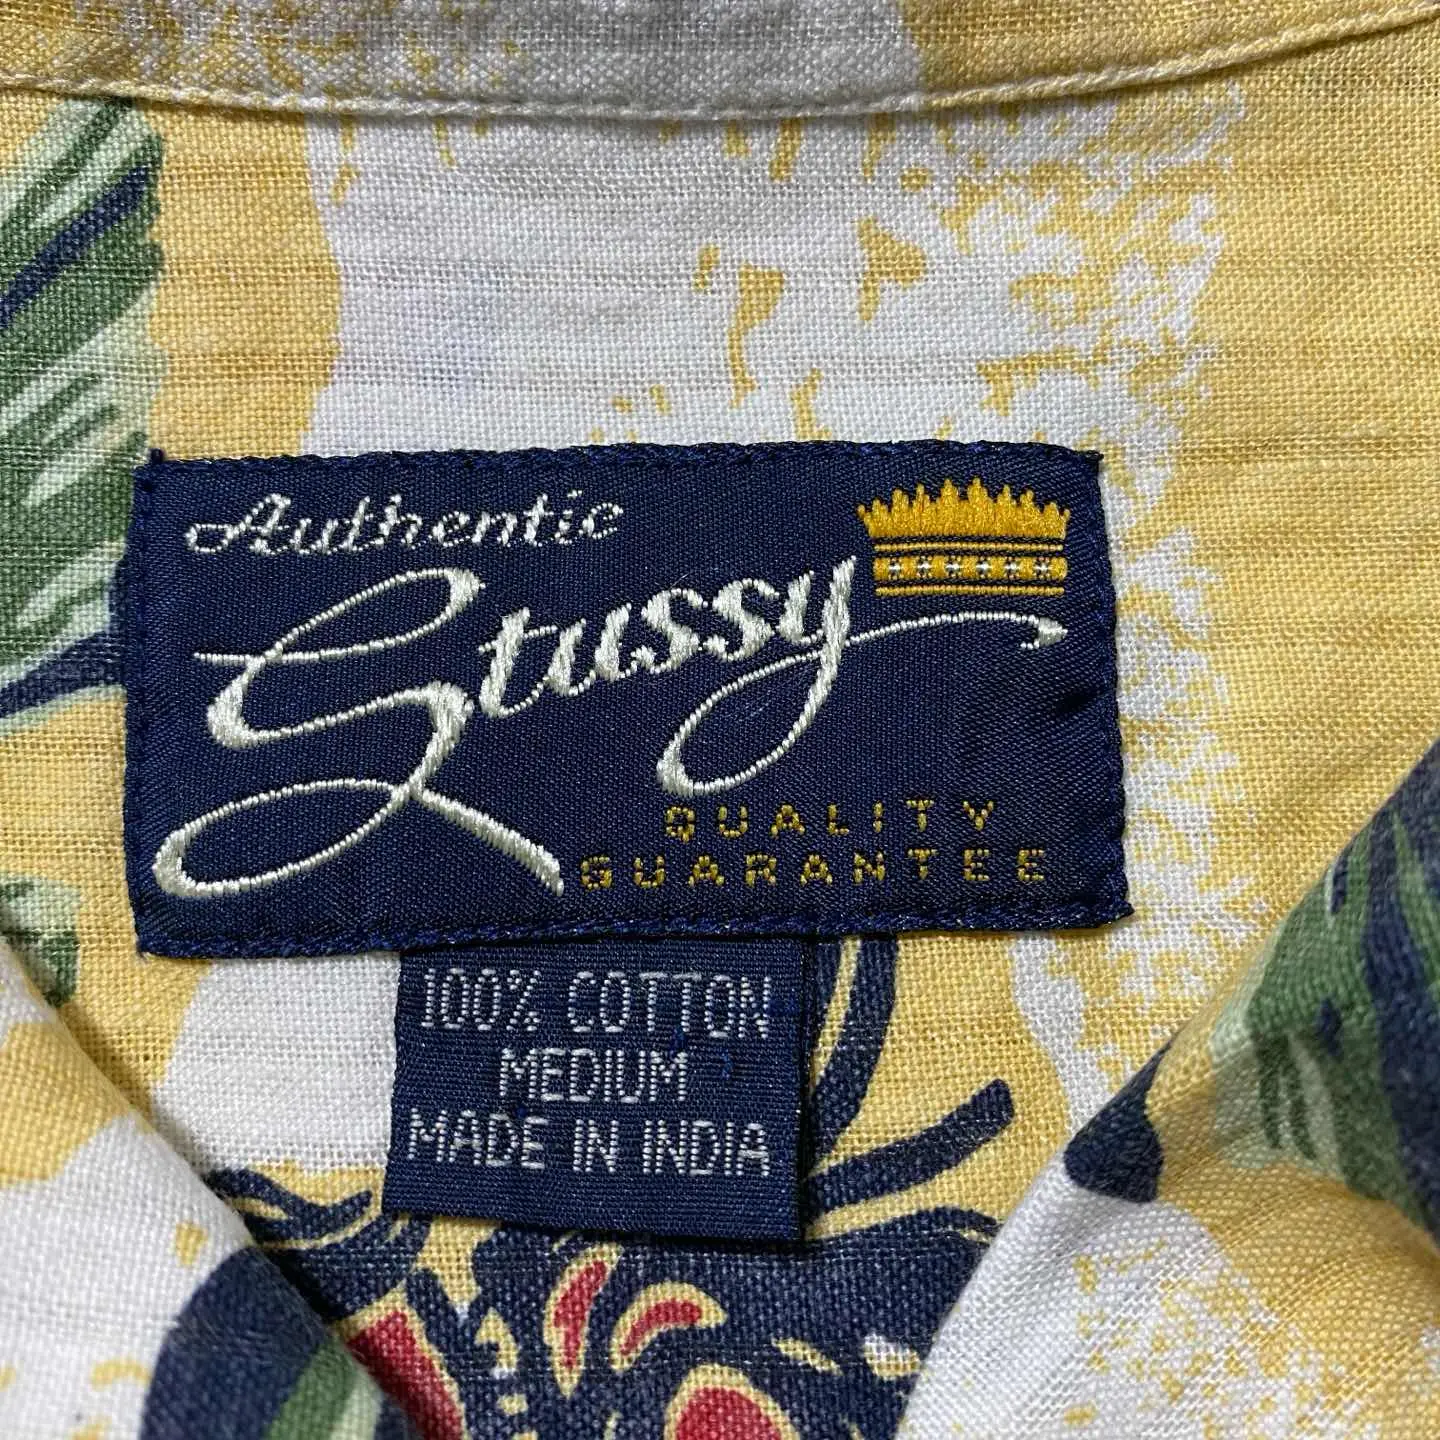 Authentic
Stussy
QUALITY
GUARANTEE
100% COTTON
MEDIUM
MADE IN INDIA